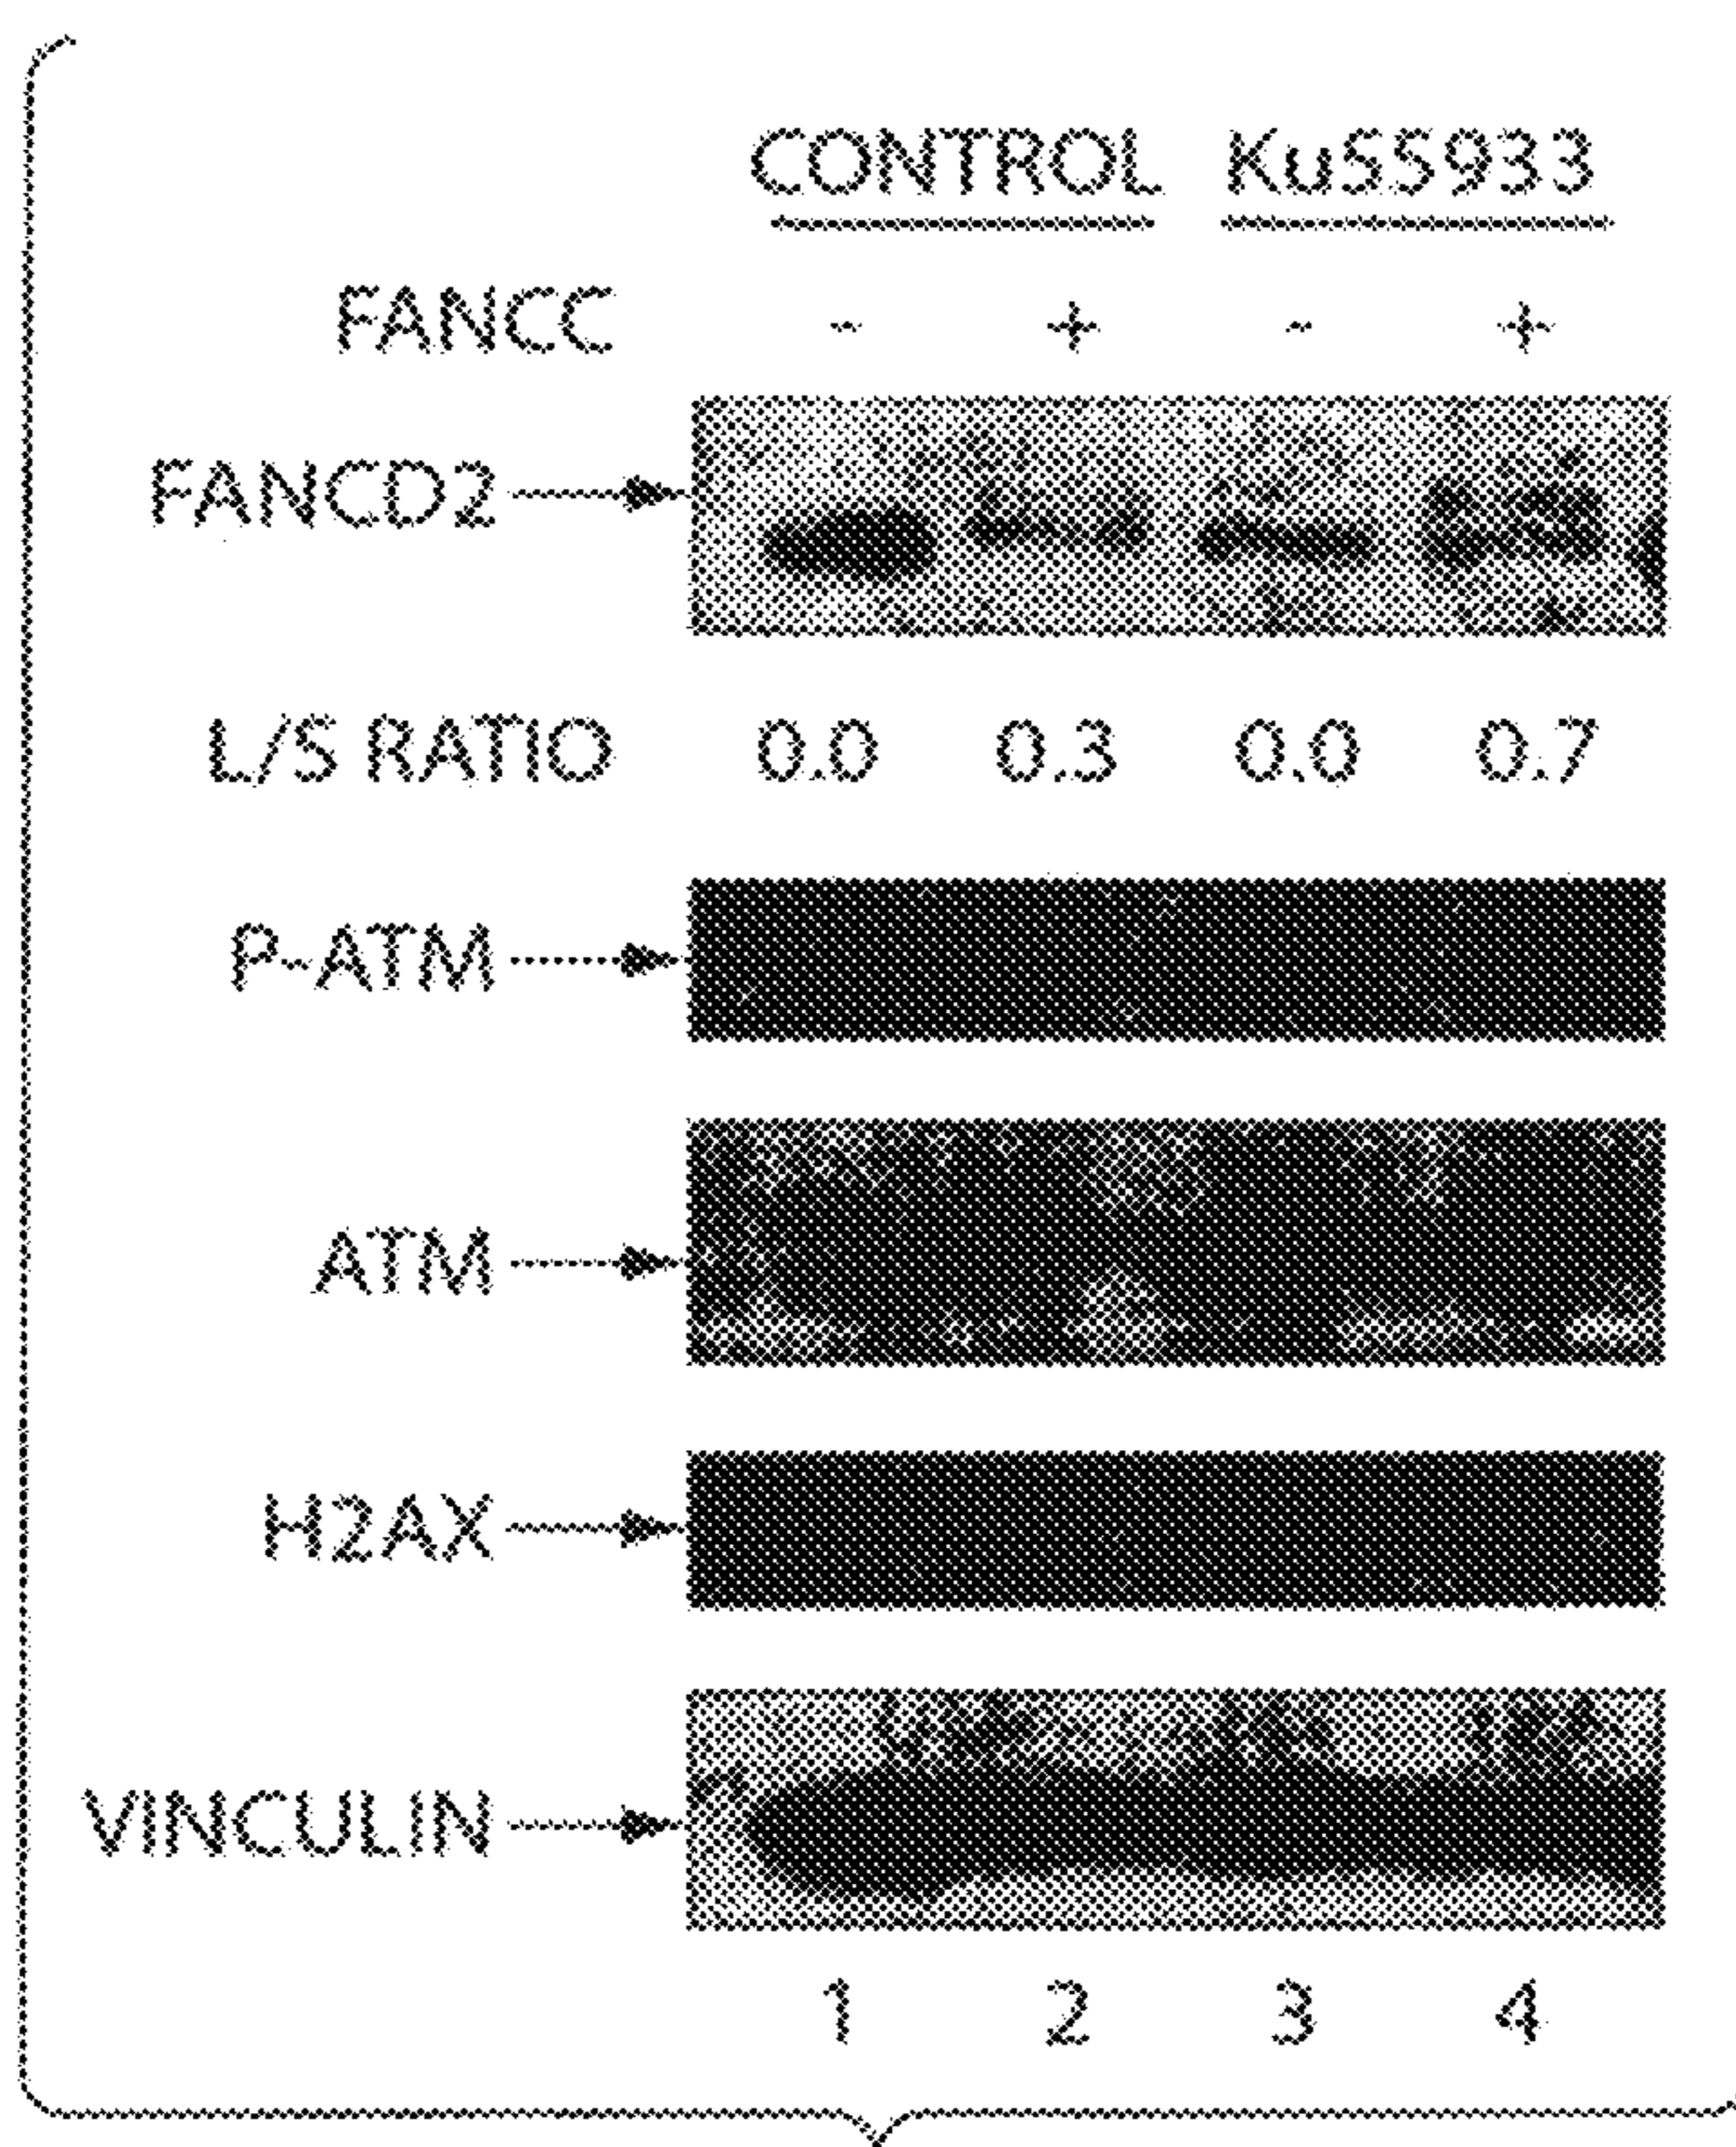 CONTROL Ku55933
FANCC - + - +
FANCD2
L/S RATIO 0.0 0.3 0.0 0.7
P-ATM
ATM
H2AX
VINCULIN
1 2 3 4